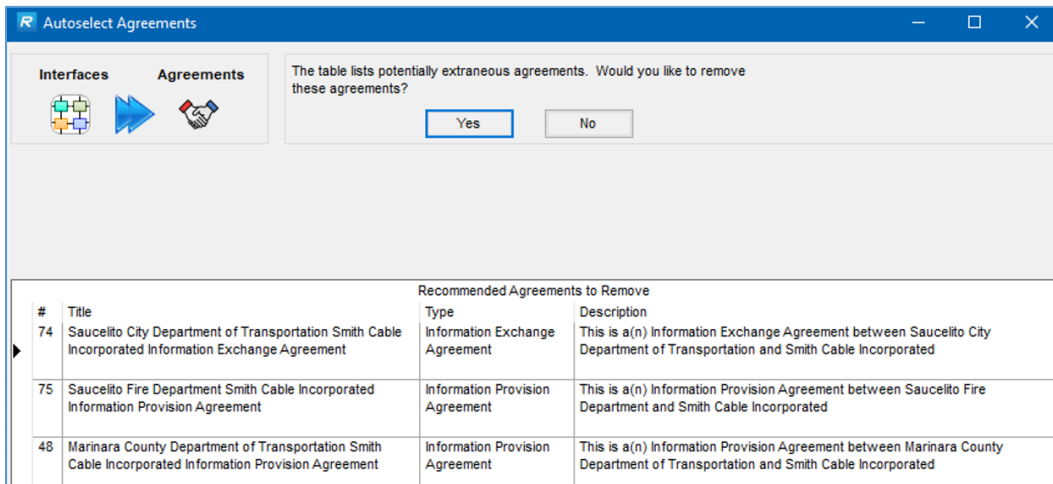 R Autoselect Agreements
Interfaces Agreements
The table lists potentially extraneous agreements. Would you like to remove
these agreements?
Yes No
Recommended Agreements to Remove
# Title Type Description
74 Saucelito City Department of Transportation Smith Cable Information Exchange This is a(n) Information Exchange Agreement between Saucelito City
Incorporated Information Exchange Agreement Agreement Department of Transportation and Smith Cable Incorporated
75 Saucelito Fire Department Smith Cable Incorporated Information Provision This is a(n) Information Provision Agreement between Saucelito Fire
Information Provision Agreement Agreement Department and Smith Cable Incorporated
48 Marinara County Department of Transportation Smith Information Provision This is a(n) Information Provision Agreement between Marinara County
Cable Incorporated Information Provision Agreement Agreement Department of Transportation and Smith Cable Incorporated